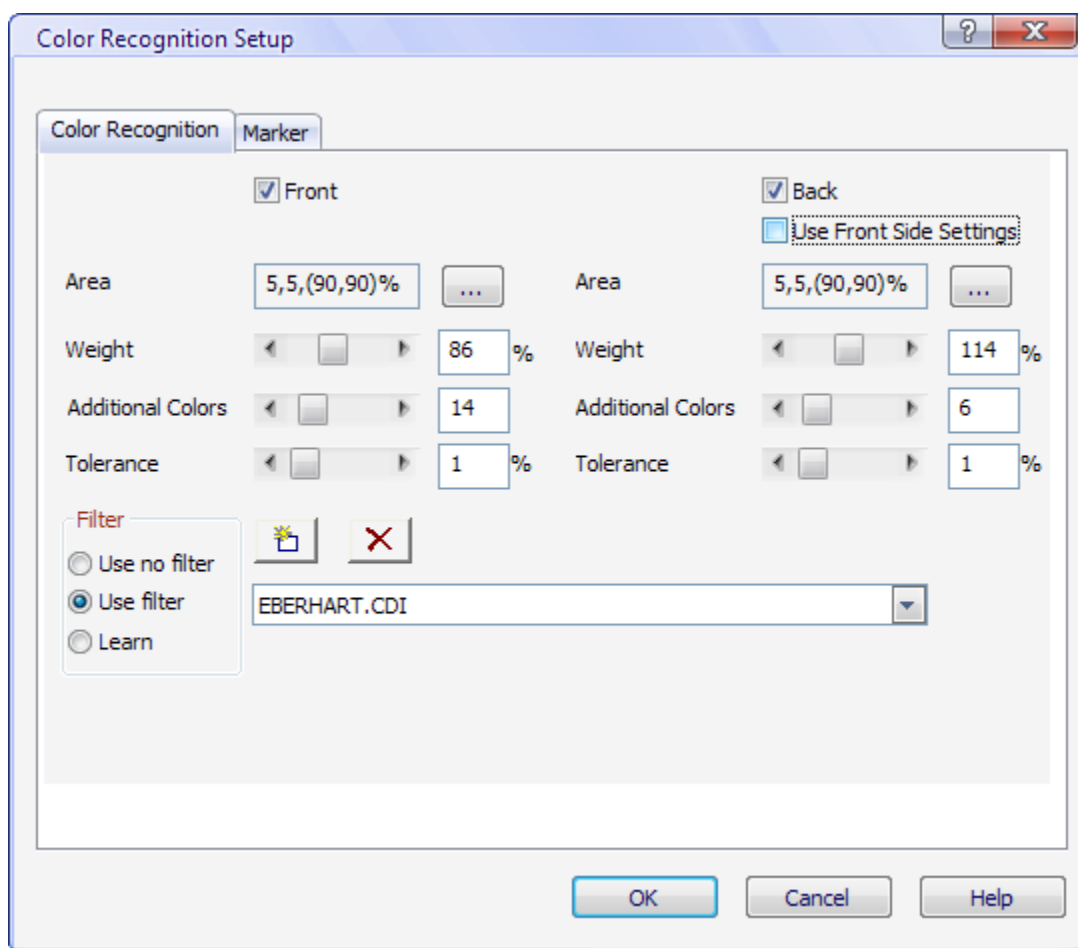 Color Recognition Setup
?
Color Recognition Marker
Front Back
Use Front Side Settings
Area 5,5,(90,90)% ... Area 5,5,(90,90)% ...
Weight 86 % Weight 114 %
Additional Colors 14 Additional Colors 6
Tolerance 1 % Tolerance 1 %
Filter
Use no filter
Use filter EBERHART.CDI
Learn
OK Cancel Help